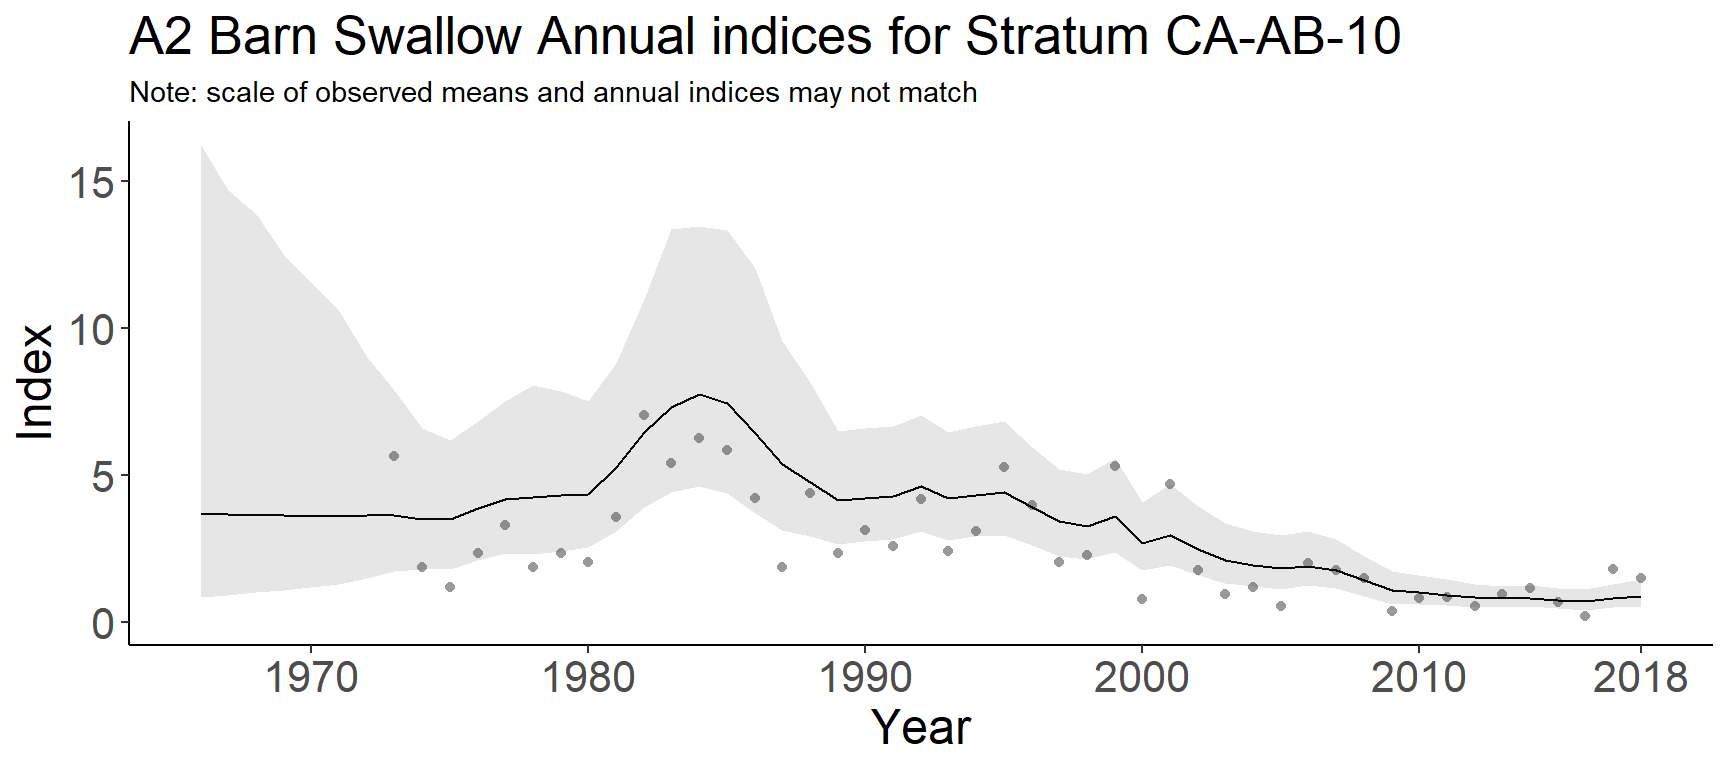 A2 Barn Swallow Annual indices for Stratum CA-AB-10
Note: scale of observed means and annual indices may not match
15
10
5
0
Index
1970 1980 1990 2000 2010 2018
Year